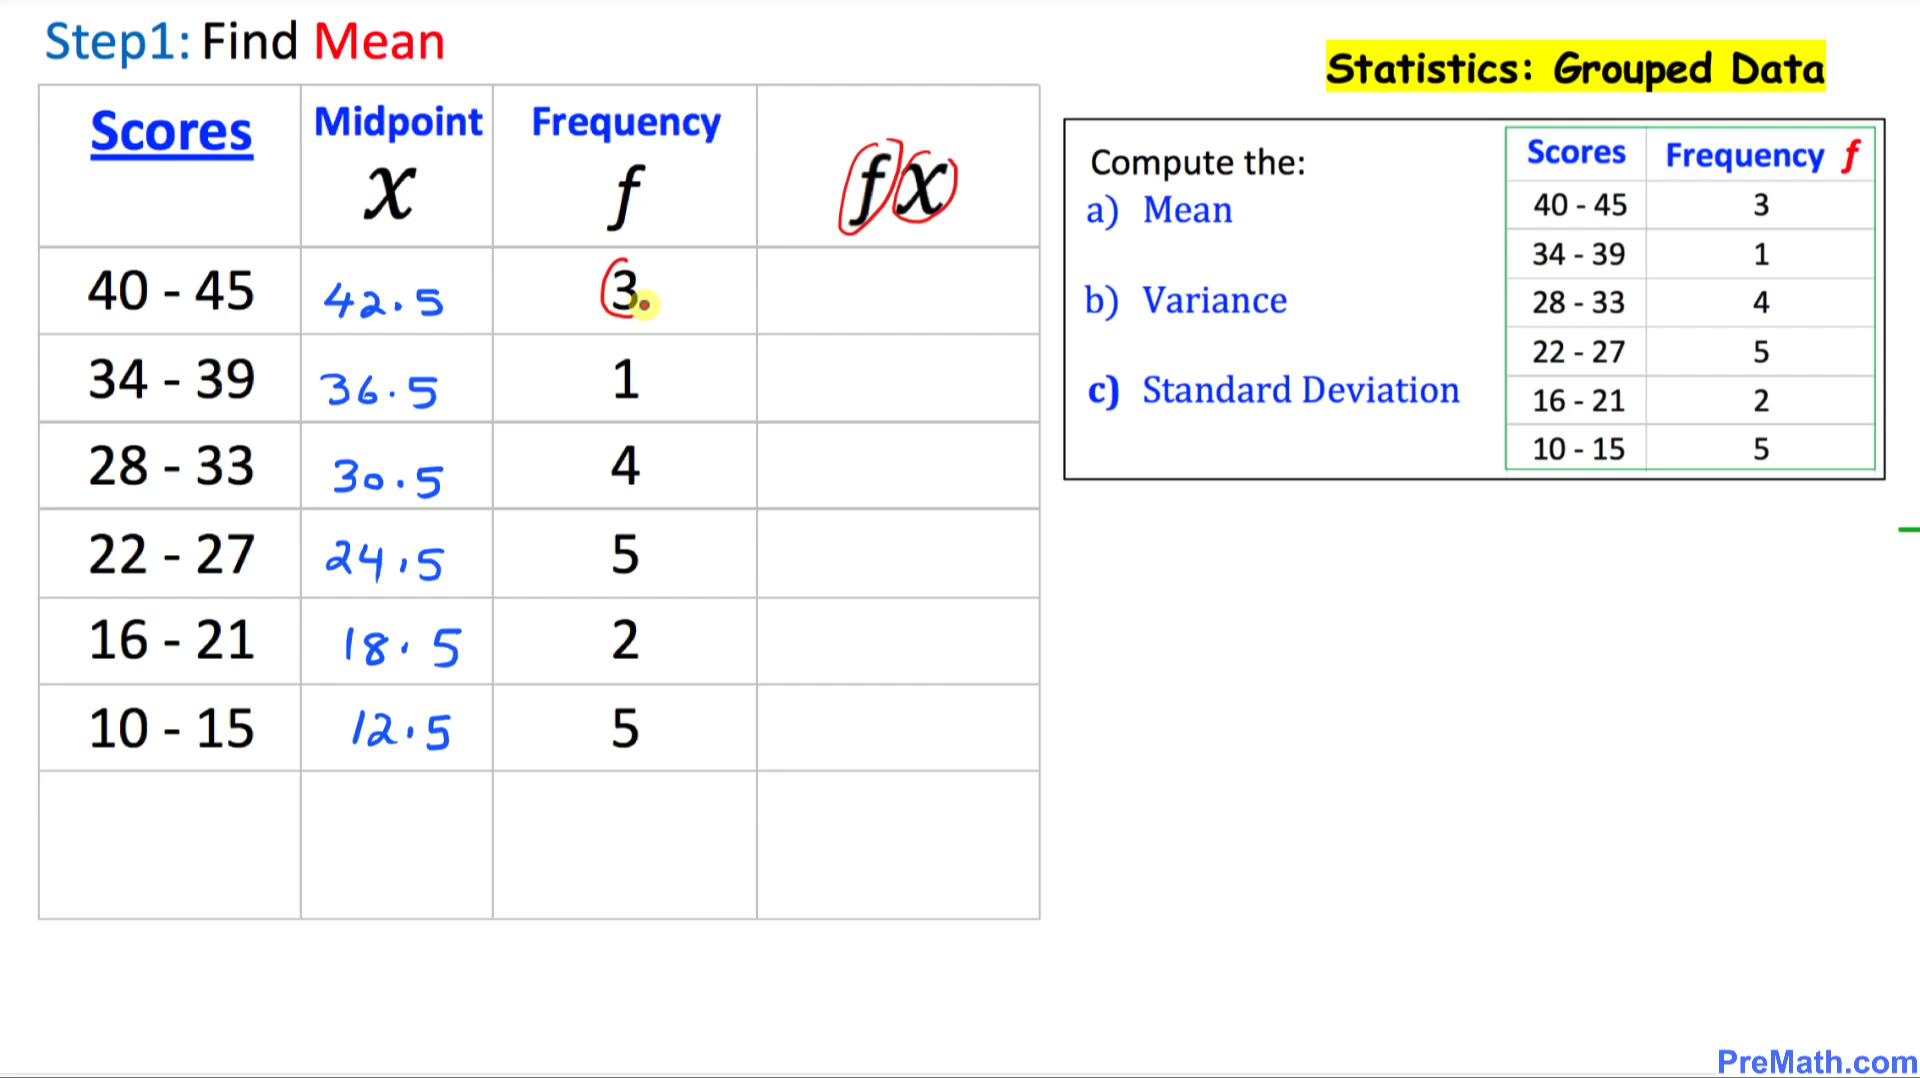 Step1: Find Mean
Scores Midpoint x Frequency f fx
40 - 45 42.5 3
34 - 39 36.5 1
28 - 33 30.5 4
22 - 27 24.5 5
16 - 21 18.5 2
10 - 15 12.5 5
Statistics: Grouped Data
Compute the:
a) Mean
b) Variance
c) Standard Deviation
Scores Frequency f
40 - 45 3
34 - 39 1
28 - 33 4
22 - 27 5
16 - 21 2
10 - 15 5
PreMath.com